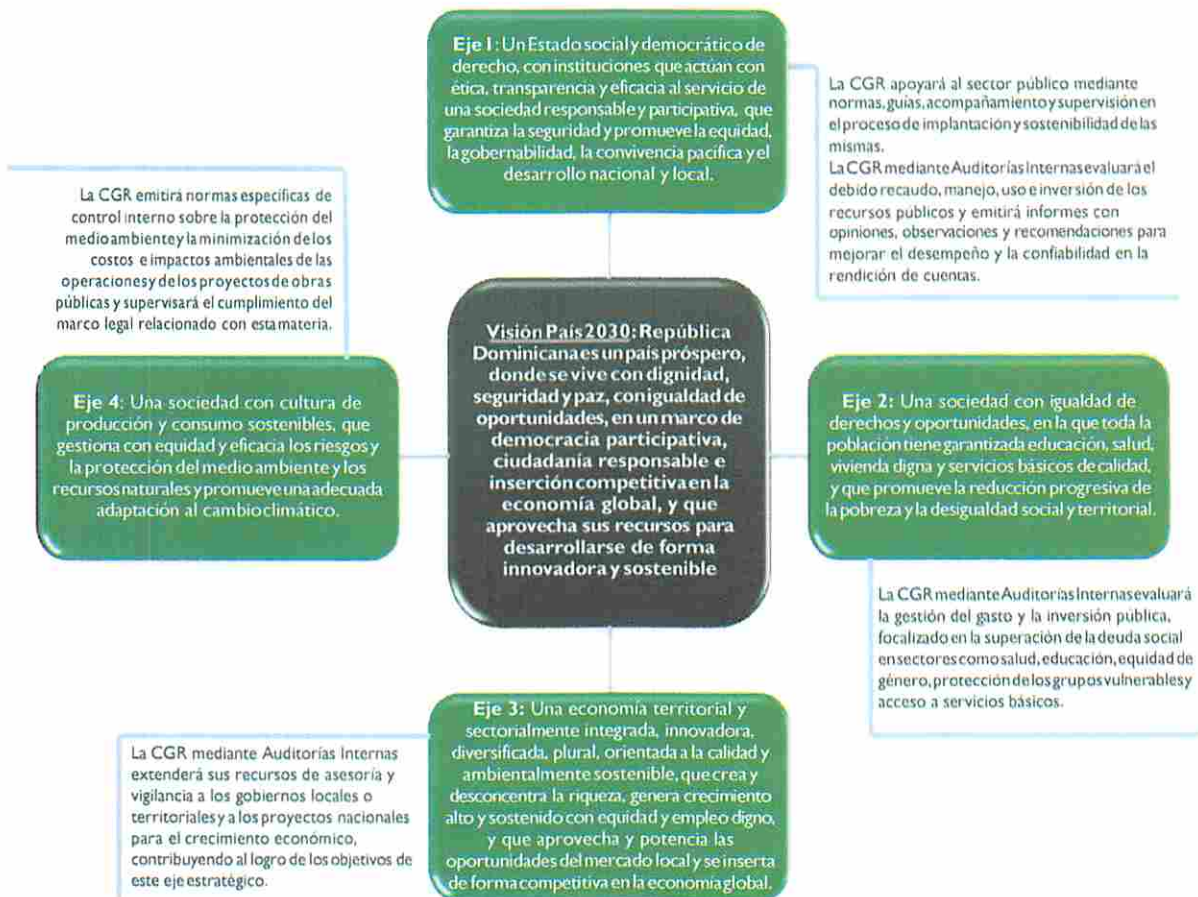 Eje 1: Un Estado social y democrático de
derecho, con instituciones que actúan con
ética, transparencia y eficacia al servicio de
una sociedad responsable y participativa, que
garantiza la seguridad y promueve la equidad,
la gobernabilidad, la convivencia pacífica y el
desarrollo nacional y local.
La CGR apoyará al sector público mediante
normas, guías, acompañamiento y supervisión en
el proceso de implantación y sostenibilidad de las
mismas.
La CGR mediante Auditorías Internas evaluará el
debido recaudo, manejo, uso e inversión de los
recursos públicos y emitirá informes con
opiniones, observaciones y recomendaciones para
mejorar el desempeño y la confiabilidad en la
rendición de cuentas.
La CGR emitirá normas específicas de
control interno sobre la protección del
medio ambiente y la minimización de los
costos e impactos ambientales de las
operaciones y de los proyectos de obras
públicas y supervisará el cumplimiento del
marco legal relacionado con esta materia.
Visión País 2030: República
Dominicana es un país próspero,
donde se vive con dignidad,
seguridad y paz, con igualdad de
oportunidades, en un marco de
democracia participativa,
ciudadanía responsable e
inserción competitiva en la
economía global, y que
aprovecha sus recursos para
desarrollarse de forma
innovadora y sostenible
Eje 4: Una sociedad con cultura de
producción y consumo sostenibles, que
gestiona con equidad y eficacia los riesgos y
la protección del medio ambiente y los
recursos naturales y promueve una adecuada
adaptación al cambio climático.
Eje 2: Una sociedad con igualdad de
derechos y oportunidades, en la que toda la
población tiene garantizada educación, salud,
vivienda digna y servicios básicos de calidad,
y que promueve la reducción progresiva de
la pobreza y la desigualdad social y territorial.
La CGR mediante Auditorías Internas evaluará
la gestión del gasto y la inversión pública,
focalizado en la superación de la deuda social
en sectores como salud, educación, equidad de
género, protección de los grupos vulnerables y
acceso a servicios básicos.
Eje 3: Una economía territorial y
sectorialmente integrada, innovadora,
diversificada, plural, orientada a la calidad y
ambientalmente sostenible, que crea y
desconcentra la riqueza, genera crecimiento
alto y sostenido con equidad y empleo digno,
y que aprovecha y potencia las
oportunidades del mercado local y se inserta
de forma competitiva en la economía global.
La CGR mediante Auditorías Internas
extenderá sus recursos de asesoría y
vigilancia a los gobiernos locales o
territoriales y a los proyectos nacionales
para el crecimiento económico,
contribuyendo al logro de los objetivos de
este eje estratégico.